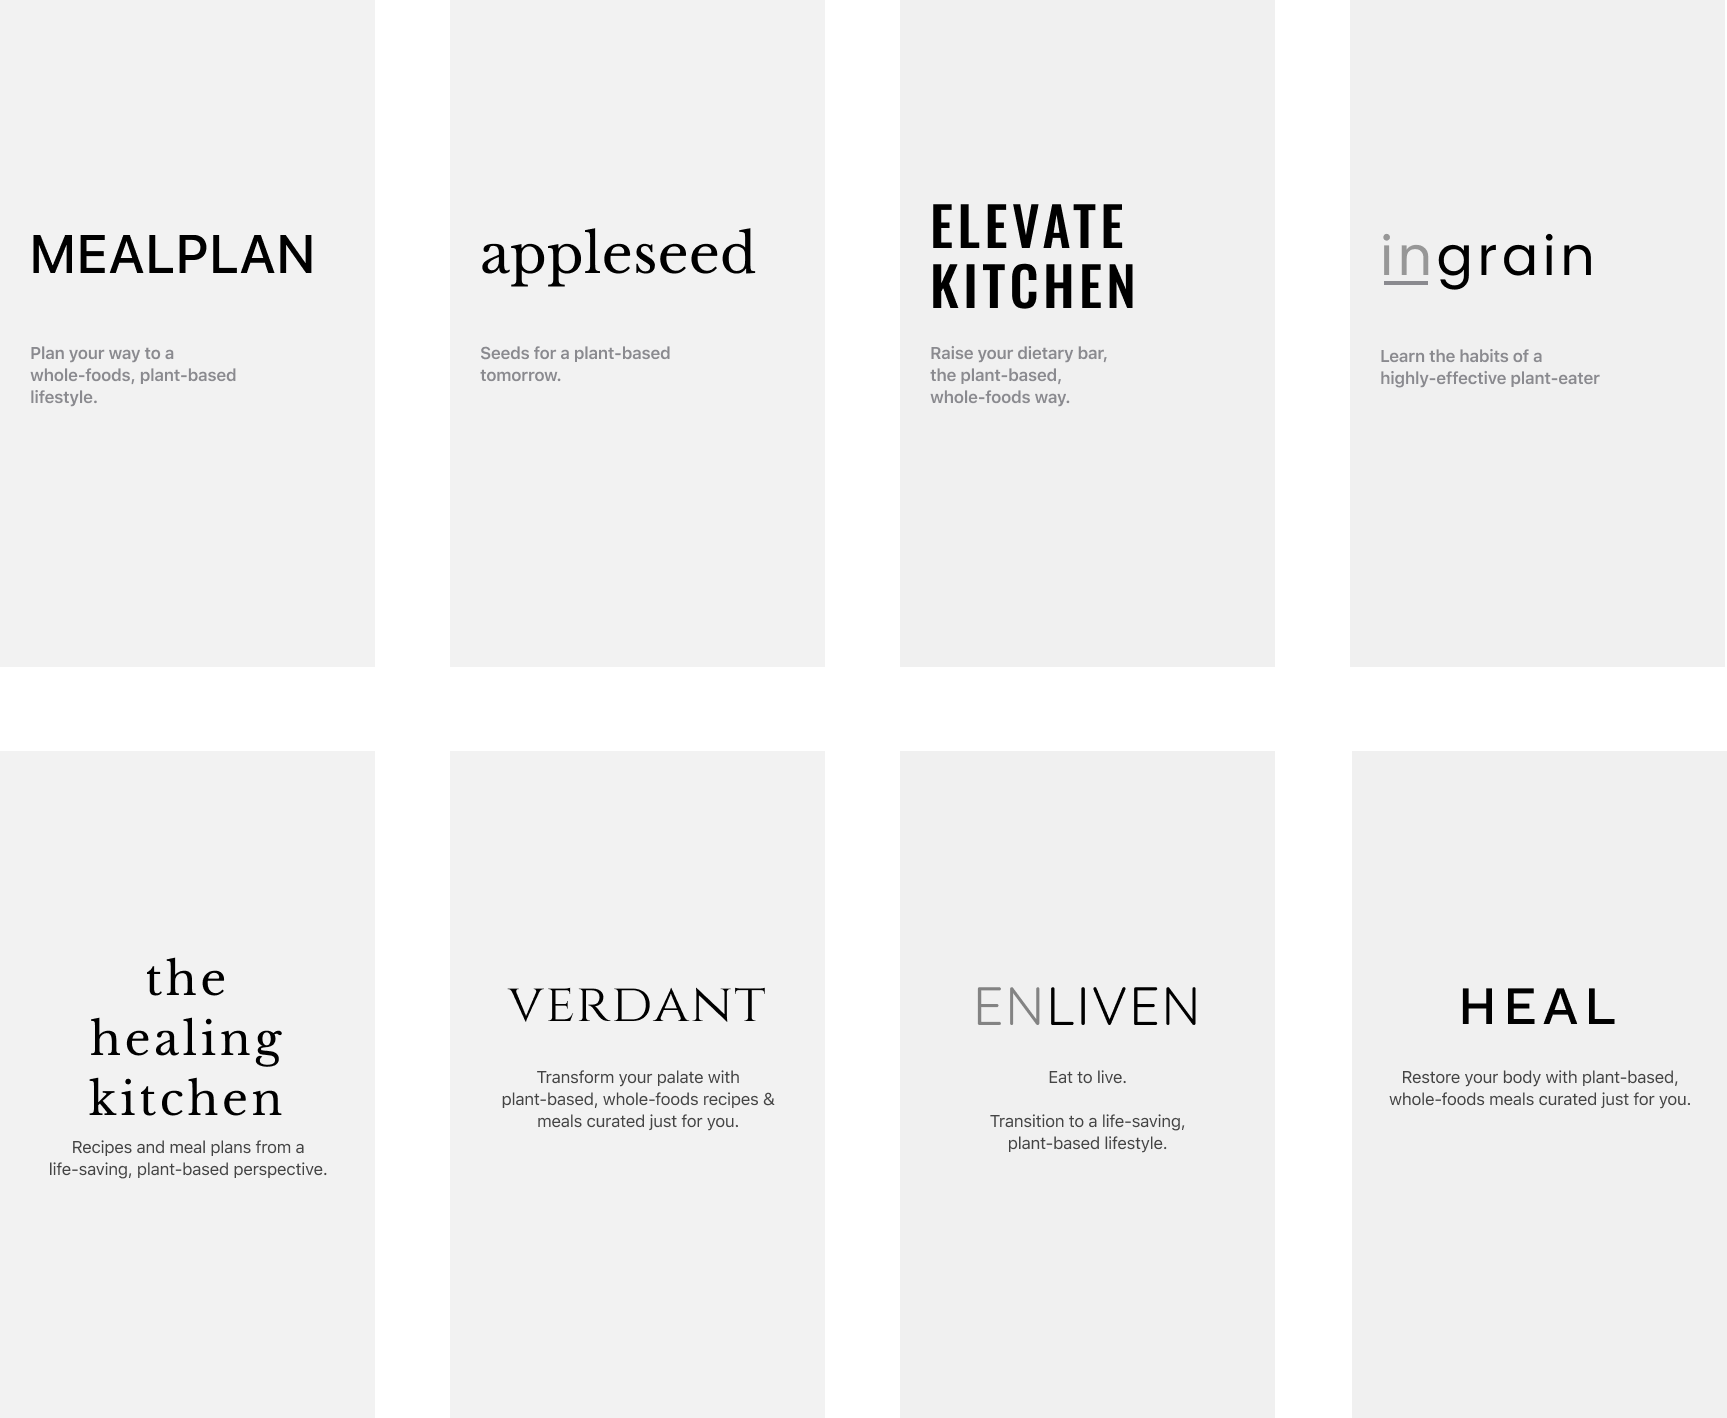 MEALPLAN
Plan your way to a
whole-foods, plant-based
lifestyle.
appleseed
Seeds for a plant-based
tomorrow.
ELEVATE
KITCHEN
Raise your dietary bar,
the plant-based,
whole-foods way.
ingrain
Learn the habits of a
highly-effective plant-eater
the
healing
kitchen
Recipes and meal plans from a
life-saving, plant-based perspective.
VERDANT
Transform your palate with
plant-based, whole-foods recipes &
meals curated just for you.
ENLIVEN
Eat to live.
Transition to a life-saving,
plant-based lifestyle.
HEAL
Restore your body with plant-based,
whole-foods meals curated just for you.